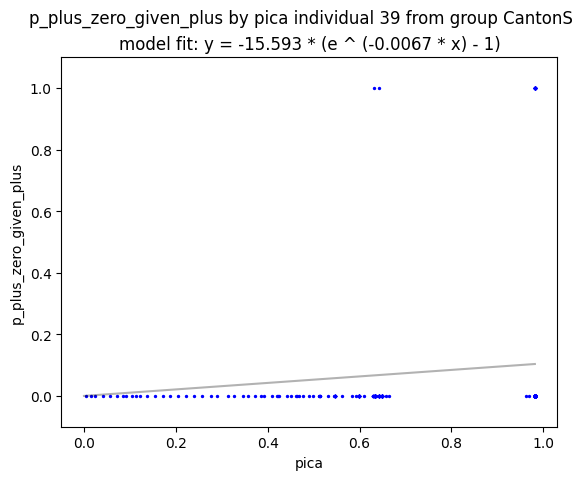 p_plus_zero_given_plus by pica individual 39 from group CantonS
model fit: y = -15.593 * (e ^ (-0.0067 * x) - 1)
p_plus_zero_given_plus
1.0
0.8
0.6
0.4
0.2
0.0
0.0 0.2 0.4 0.6 0.8 1.0
pica